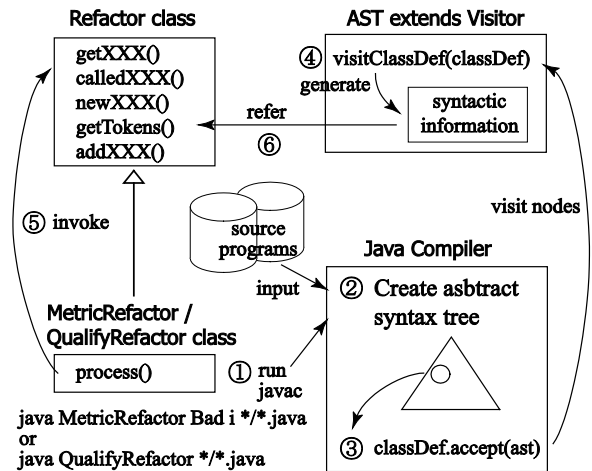 Refactor class
getXXX()
calledXXX()
newXXX()
getTokens()
addXXX()
AST extends Visitor
④ visitClassDef(classDef)
generate
syntactic
information
refer
⑥
⑤ invoke
source
programs
input
visit nodes
Java Compiler
② Create asbtract
syntax tree
③ classDef.accept(ast)
MetricRefactor /
QualifyRefactor class
process()
① run
javac
java MetricRefactor Bad i */*.java
or
java QualifyRefactor */*.java